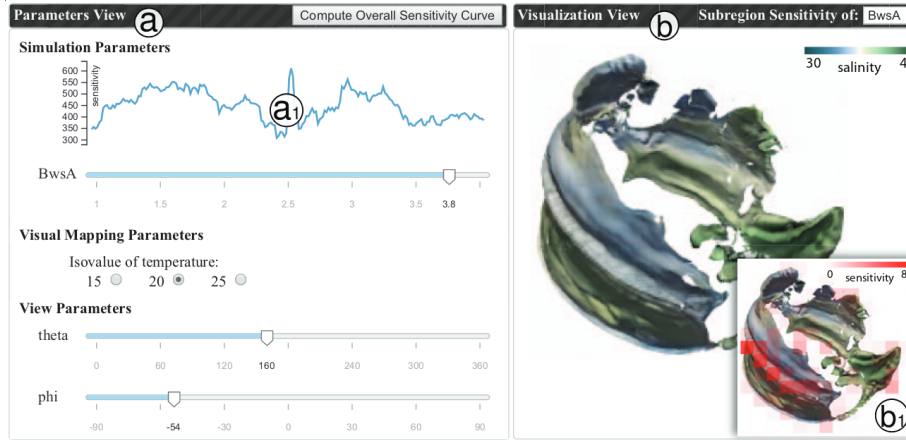 Parameters View
a
Compute Overall Sensitivity Curve
Simulation Parameters
600
550
500
450
400
350
300
sensitivity
a1
BwsA
1 1.5 2 2.5 3 3.5 3.8
Visual Mapping Parameters
Isovalue of temperature:
15 20 25
View Parameters
theta
0 60 120 160 240 300 360
phi
-90 -54 -30 0 30 60 90
Visualization View
b
Subregion Sensitivity of: BwsA
30 salinity 4
0 sensitivity 8
b1